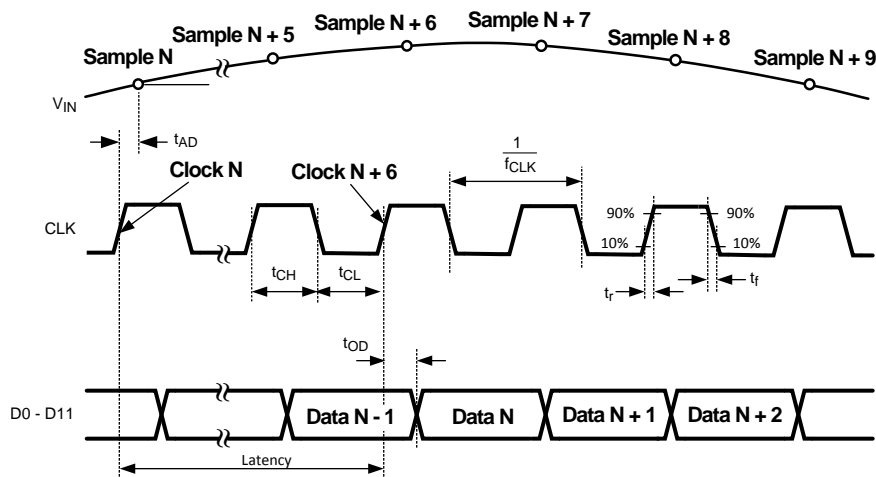 Sample N
Sample N + 5
Sample N + 6
Sample N + 7
Sample N + 8
Sample N + 9
VIN
tAD
Clock N
Clock N + 6
1
fCLK
CLK
90%
90%
10%
10%
tCH
tCL
tr
tf
tOD
D0 - D11
Data N - 1
Data N
Data N + 1
Data N + 2
Latency